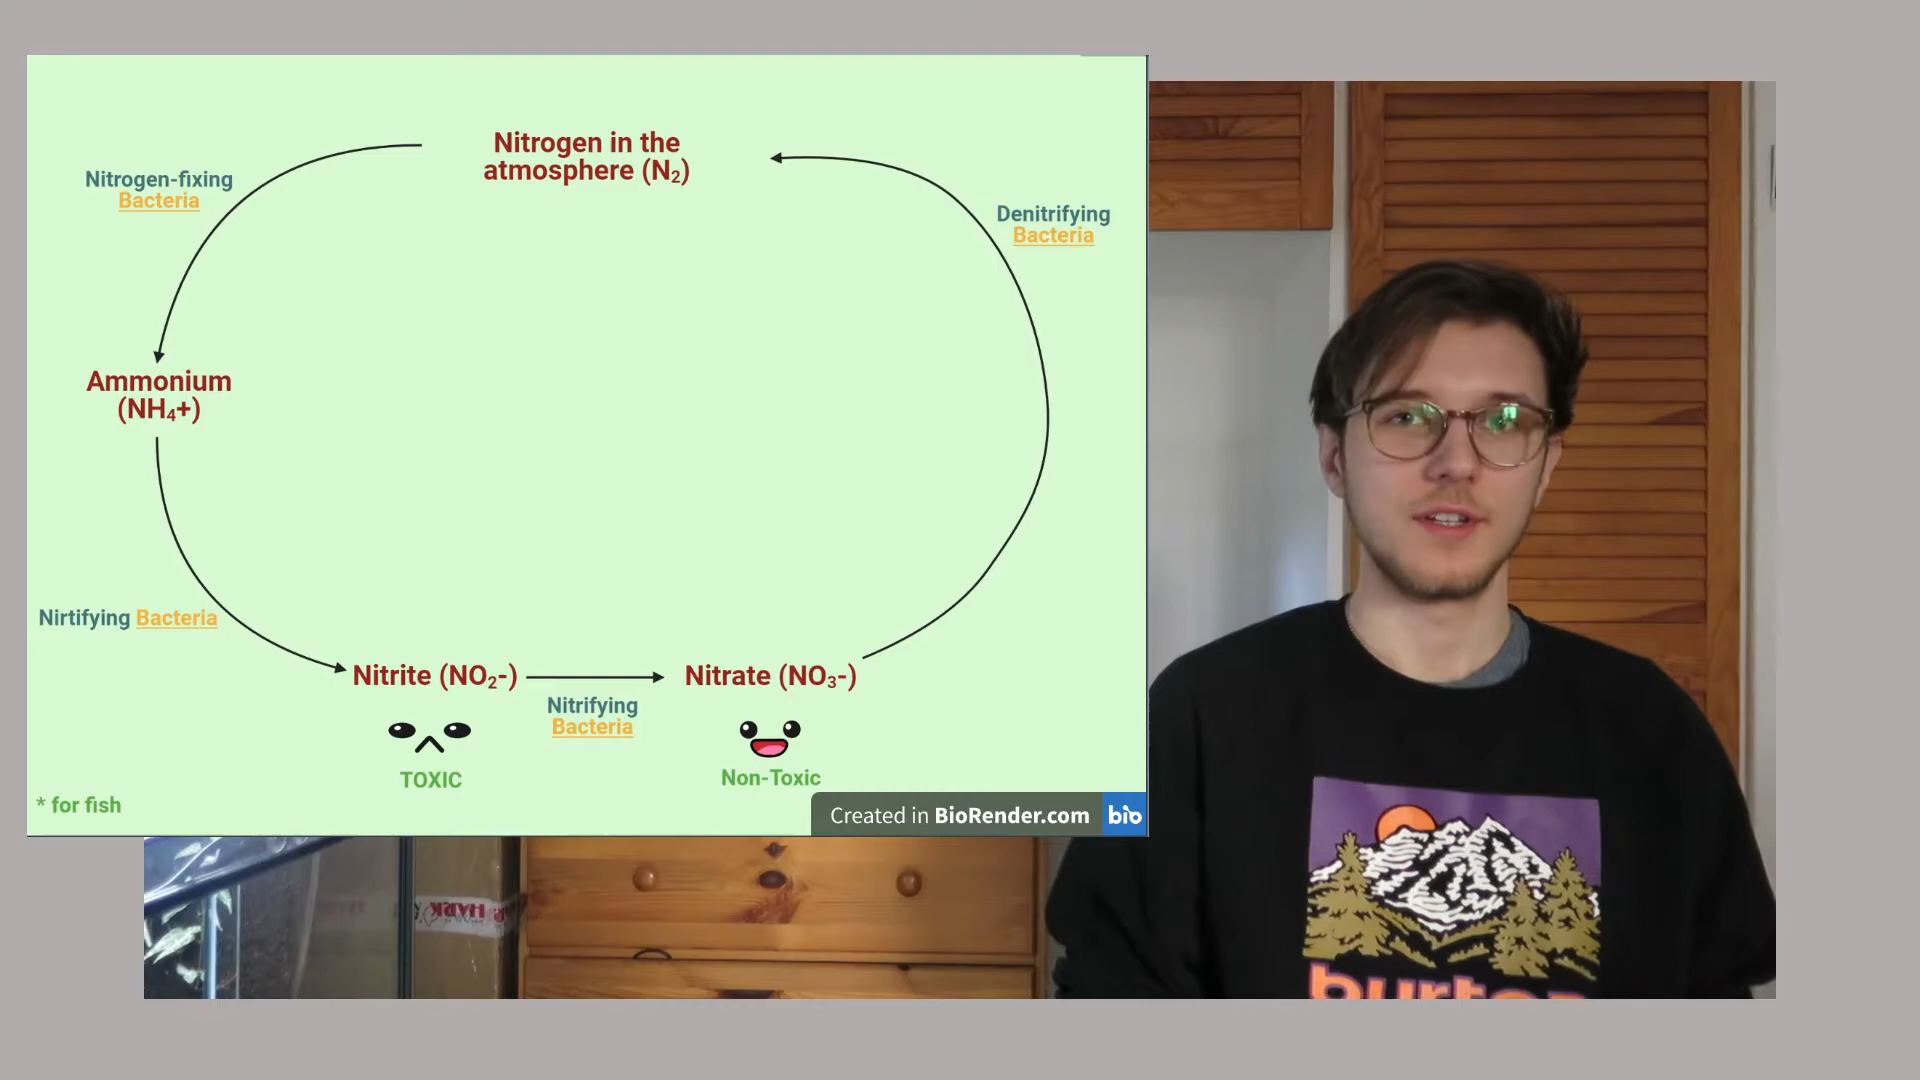 Nitrogen in the
atmosphere (N₂)
Nitrogen-fixing
Bacteria
Denitrifying
Bacteria
Ammonium
(NH₄+)
Nirtifying Bacteria
Nitrite (NO₂-)
Nitrate (NO₃-)
Nitrifying
Bacteria
TOXIC
Non-Toxic
* for fish
Created in BioRender.com bio